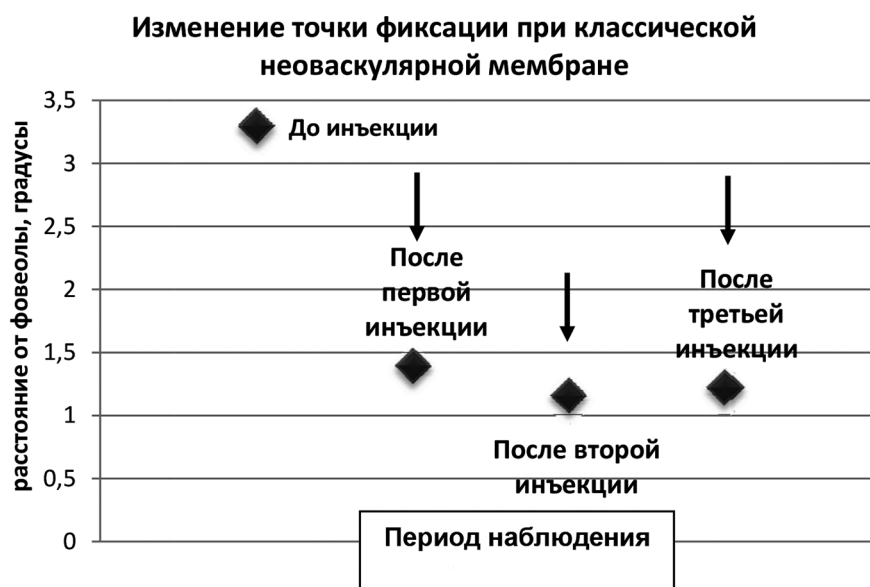 Изменение точки фиксации при классической
неоваскулярной мембране
расстояние от фовеолы, градусы
3,5
3
2,5
2
1,5
1
0,5
0
До инъекции
После
первой
инъекции
После второй
инъекции
После
третьей
инъекции
Период наблюдения